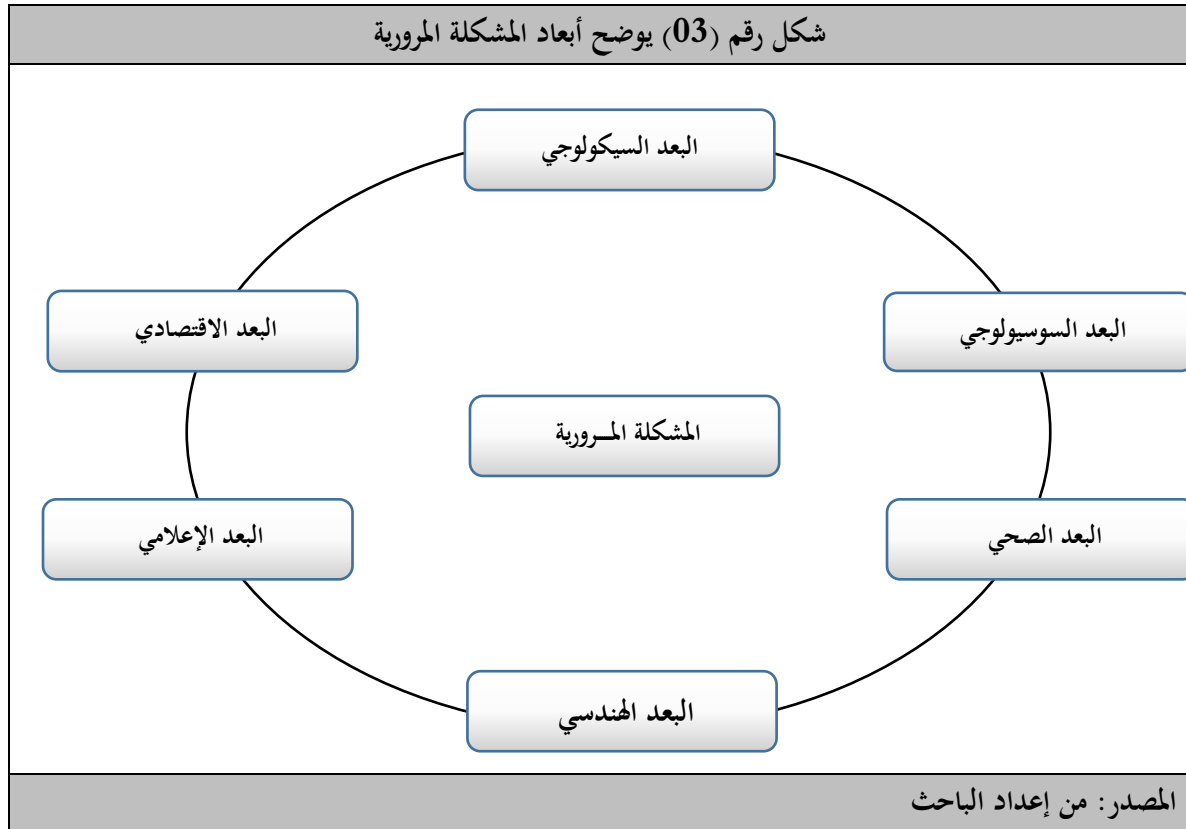 شكل رقم (03) يوضح أبعاد المشكلة المرورية
البعد السيكولوجي
البعد السوسيولوجي
البعد الاقتصادي
المشكلة المـــرورية
البعد الصحي
البعد الإعلامي
البعد الهندسي
المصدر: من إعداد الباحث